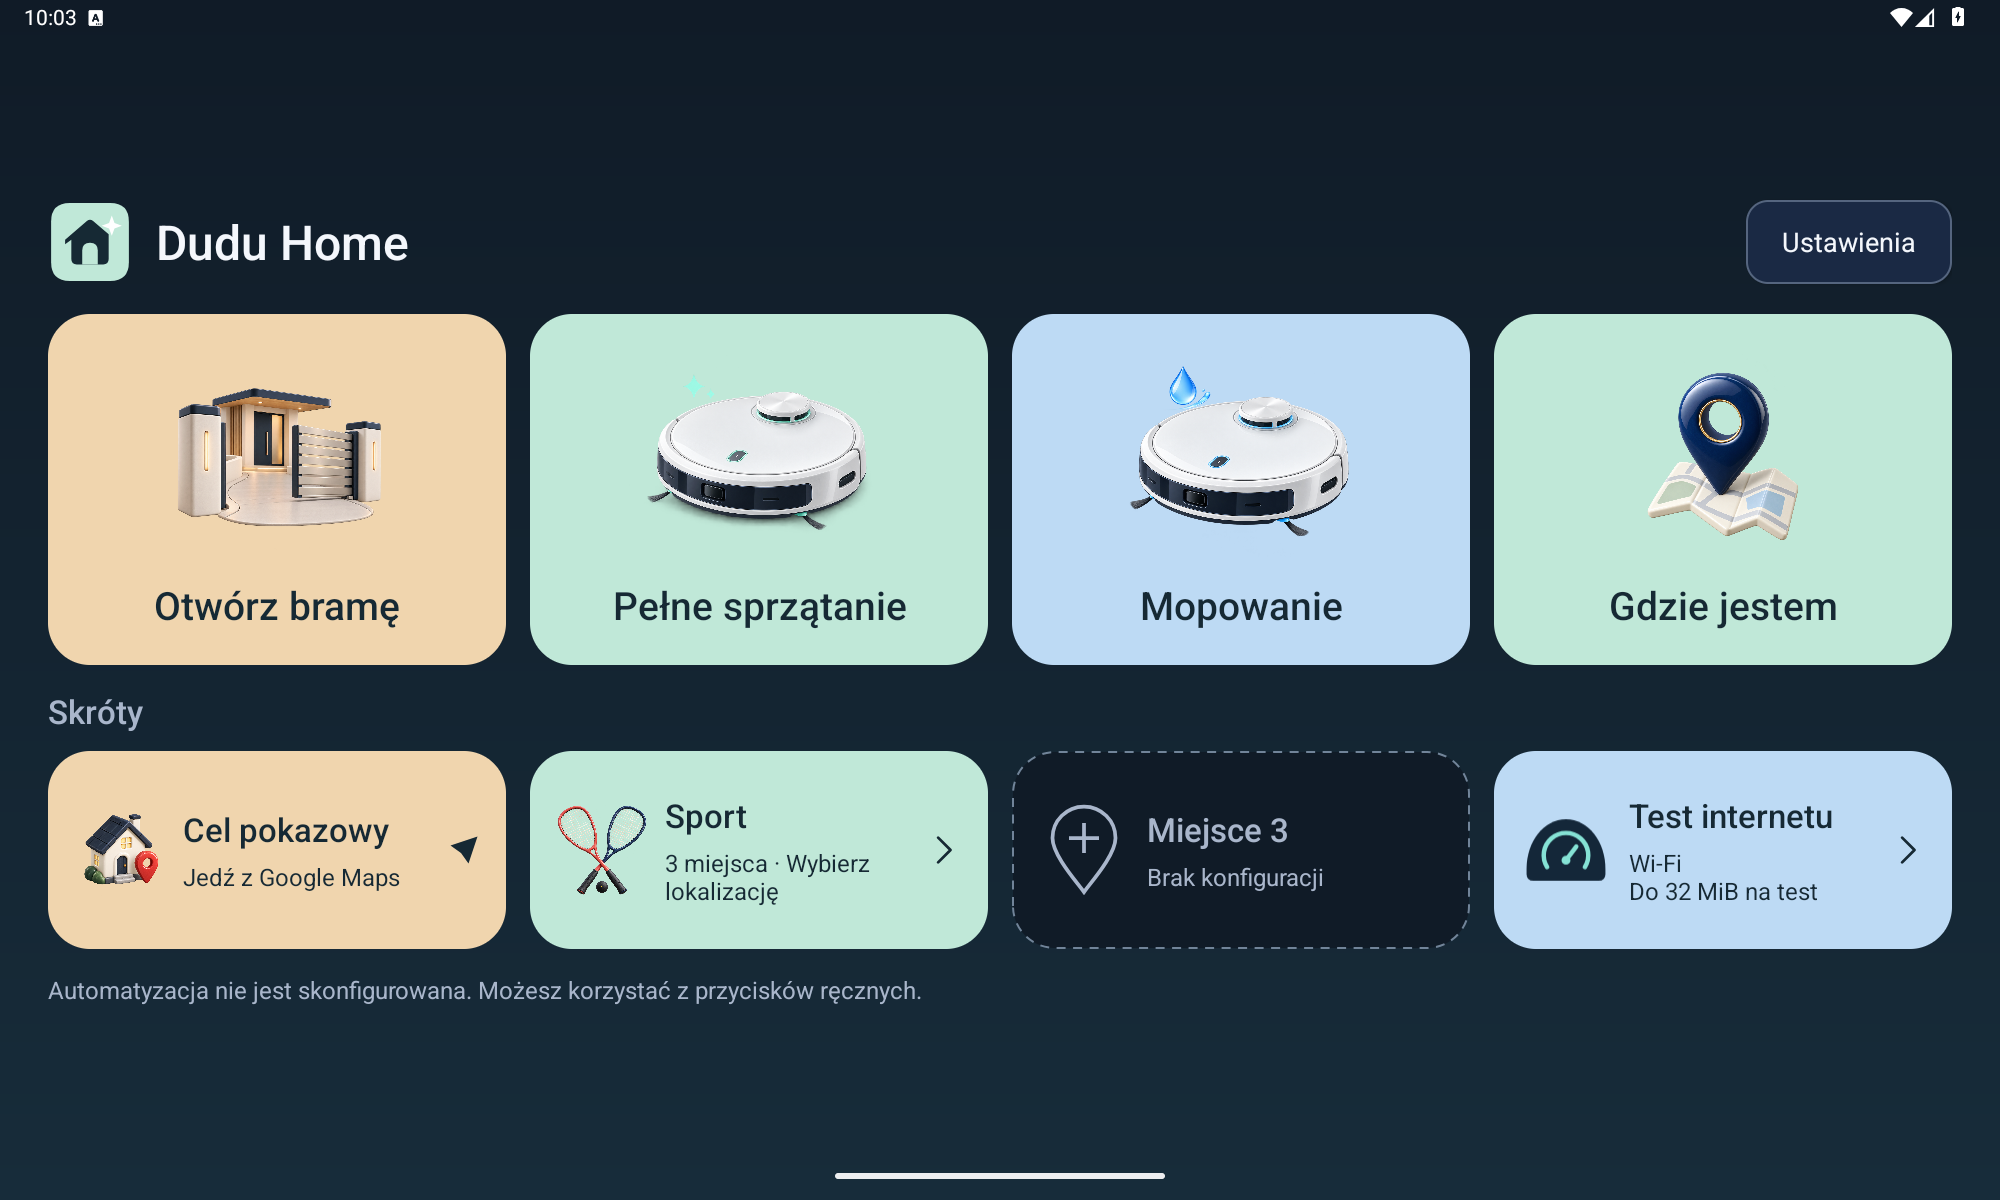 10:03
Dudu Home
Ustawienia
Otwórz bramę
Pełne sprzątanie
Mopowanie
Gdzie jestem
Skróty
Cel pokazowy
Jedź z Google Maps
Sport
3 miejsca · Wybierz
lokalizację
Miejsce 3
Brak konfiguracji
Test internetu
Wi-Fi
Do 32 MiB na test
Automatyzacja nie jest skonfigurowana. Możesz korzystać z przycisków ręcznych.